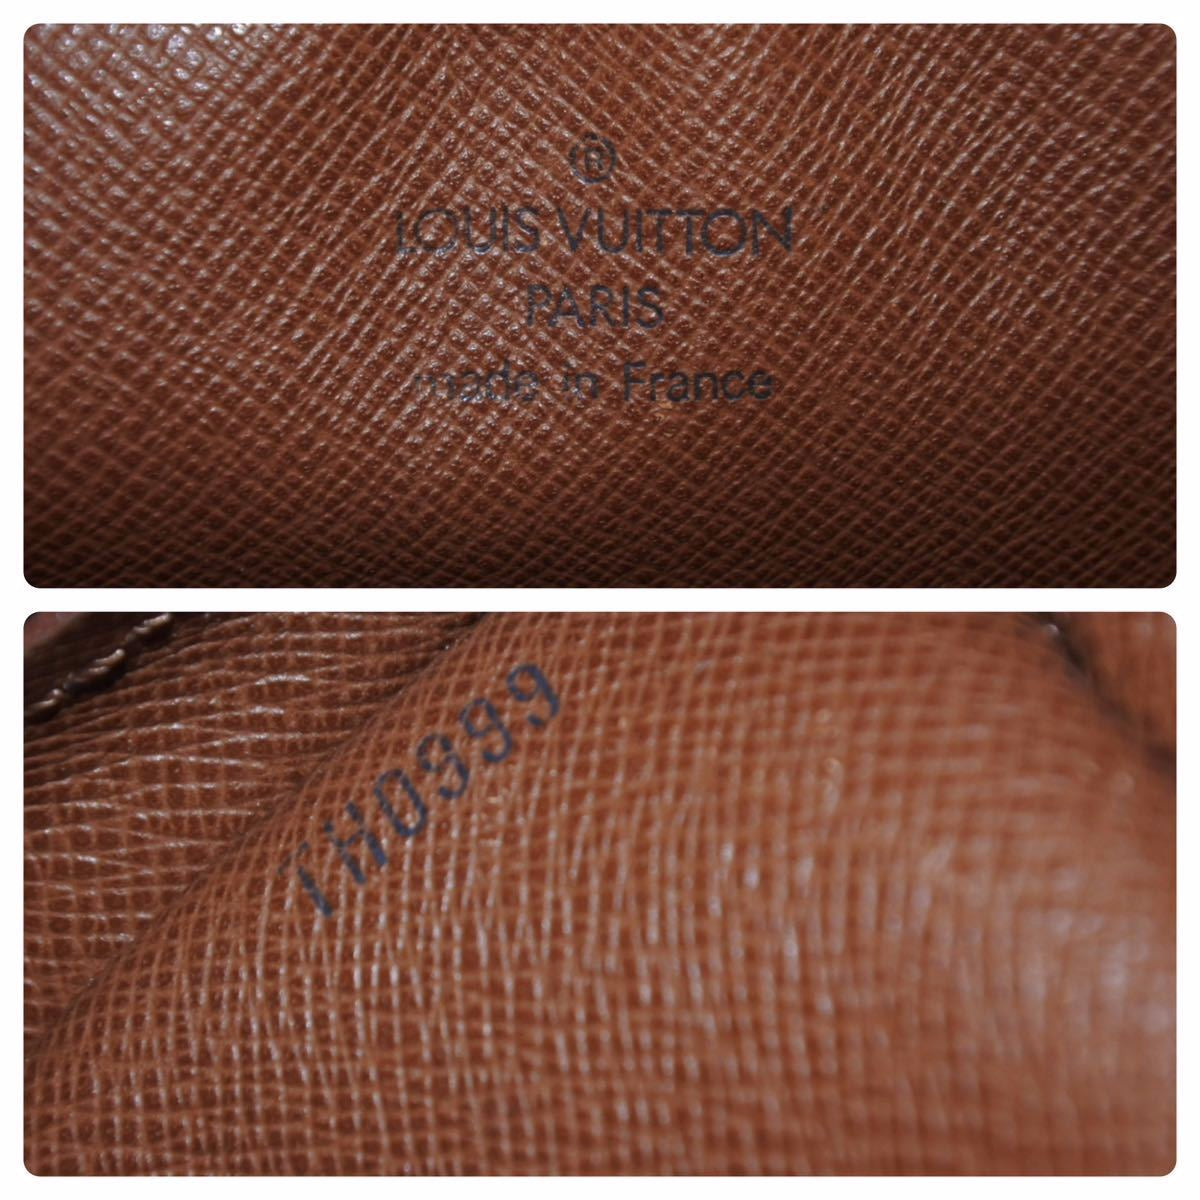 ®
LOUIS VUITTON
PARIS
made in France
TH0999